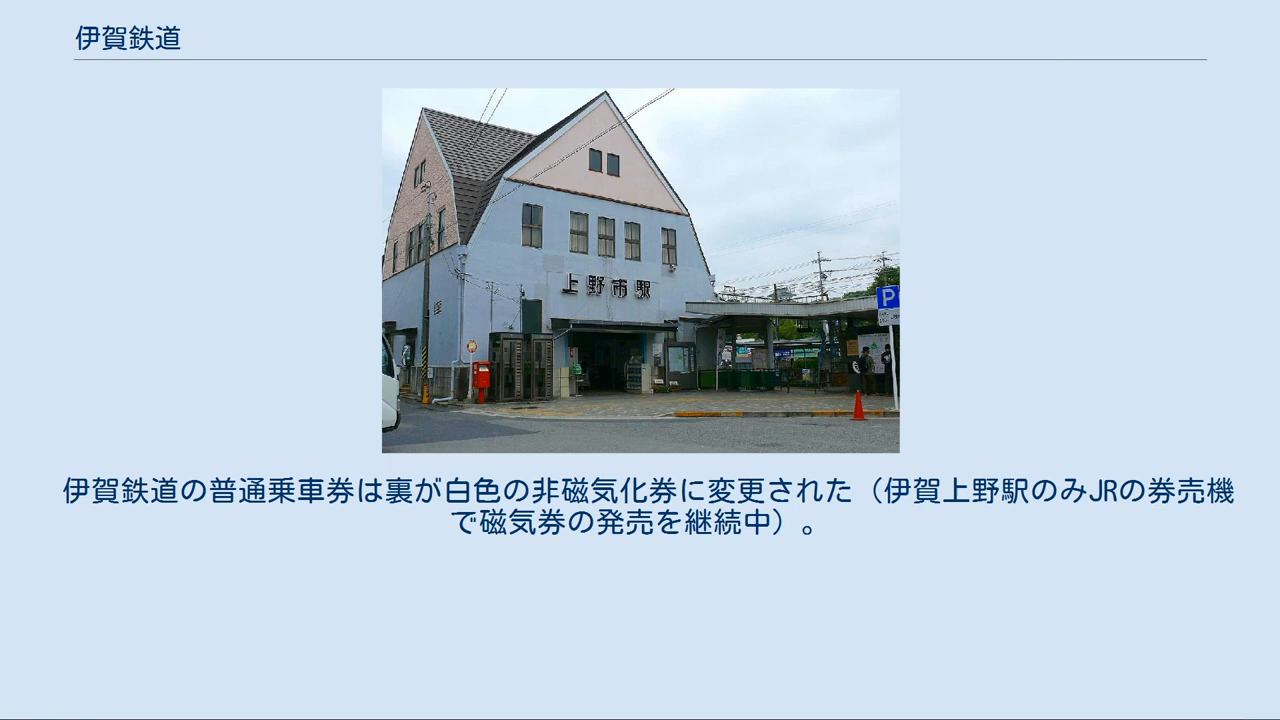 伊賀鉄道
上野市駅
P
伊賀鉄道の普通乗車券は裏が白色の非磁気化券に変更された（伊賀上野駅のみJRの券売機
で磁気券の発売を継続中）。